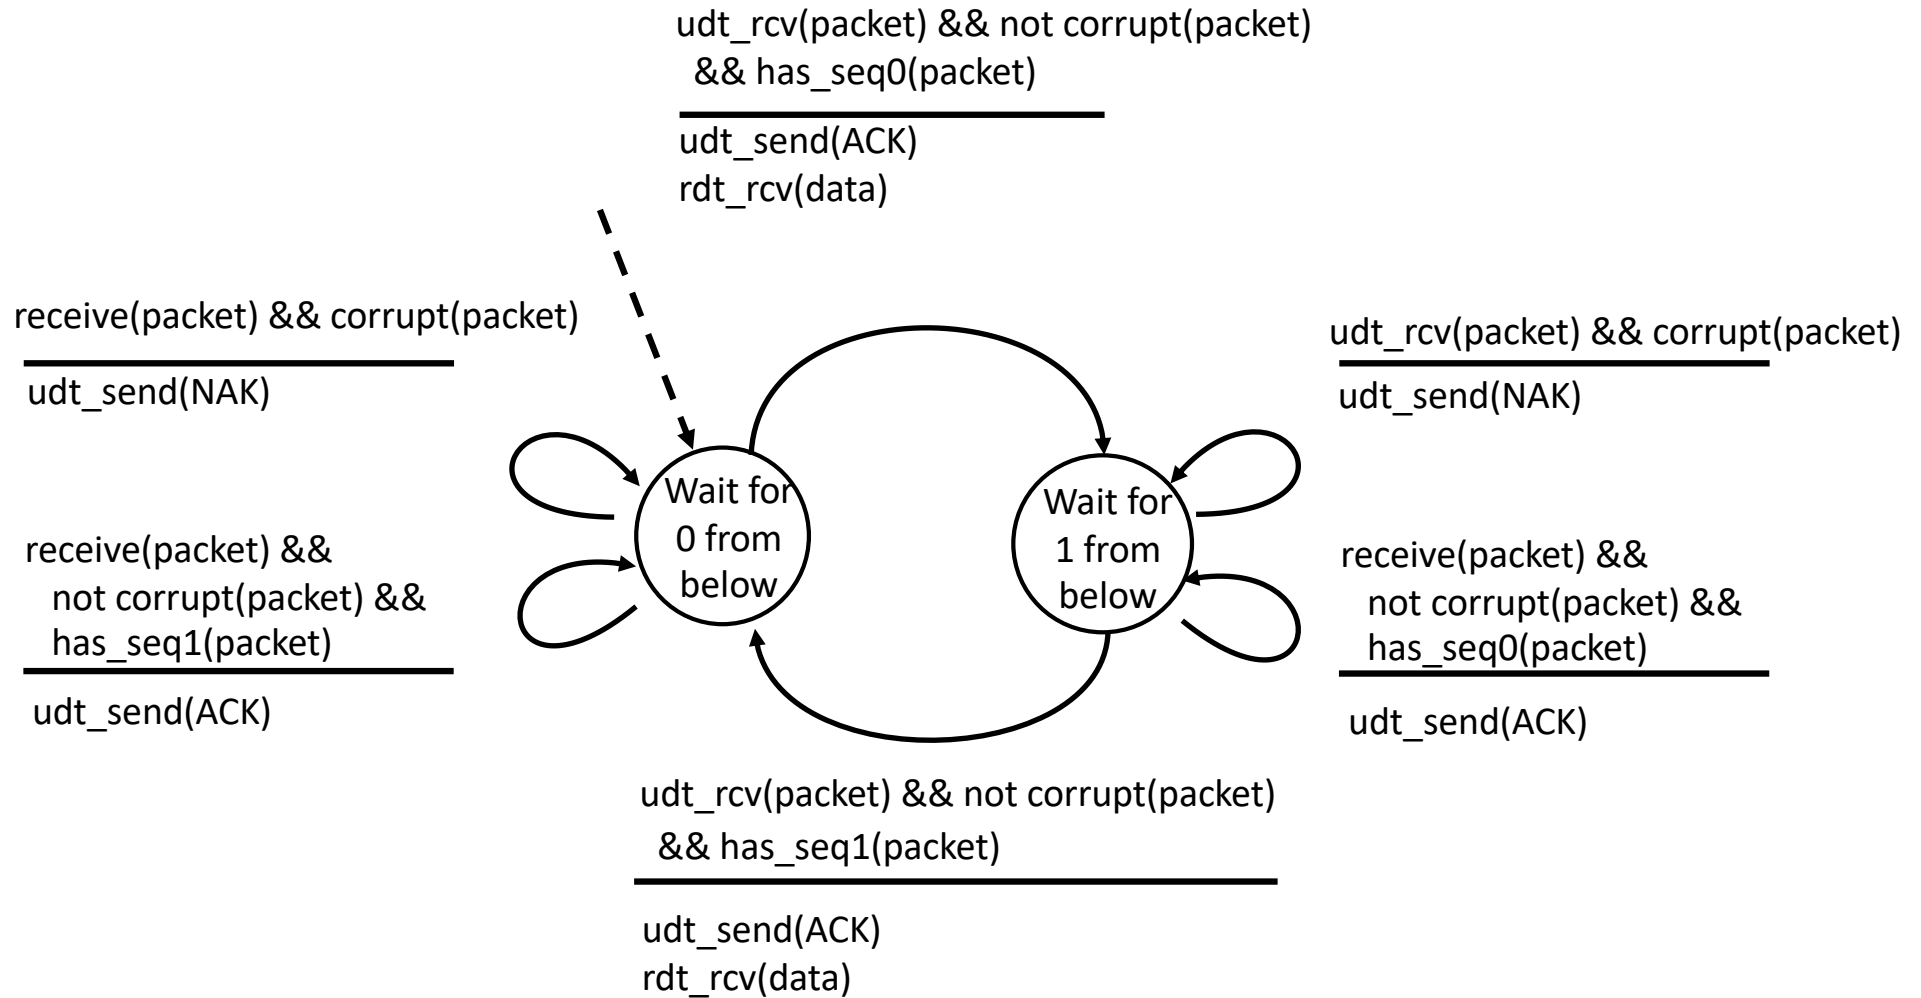 udt_rcv(packet) && not corrupt(packet)
&& has_seq0(packet)
udt_send(ACK)
rdt_rcv(data)
receive(packet) && corrupt(packet)
udt_send(NAK)
udt_rcv(packet) && corrupt(packet)
udt_send(NAK)
Wait for
0 from
below
Wait for
1 from
below
receive(packet) &&
not corrupt(packet) &&
has_seq1(packet)
udt_send(ACK)
receive(packet) &&
not corrupt(packet) &&
has_seq0(packet)
udt_send(ACK)
udt_rcv(packet) && not corrupt(packet)
&& has_seq1(packet)
udt_send(ACK)
rdt_rcv(data)